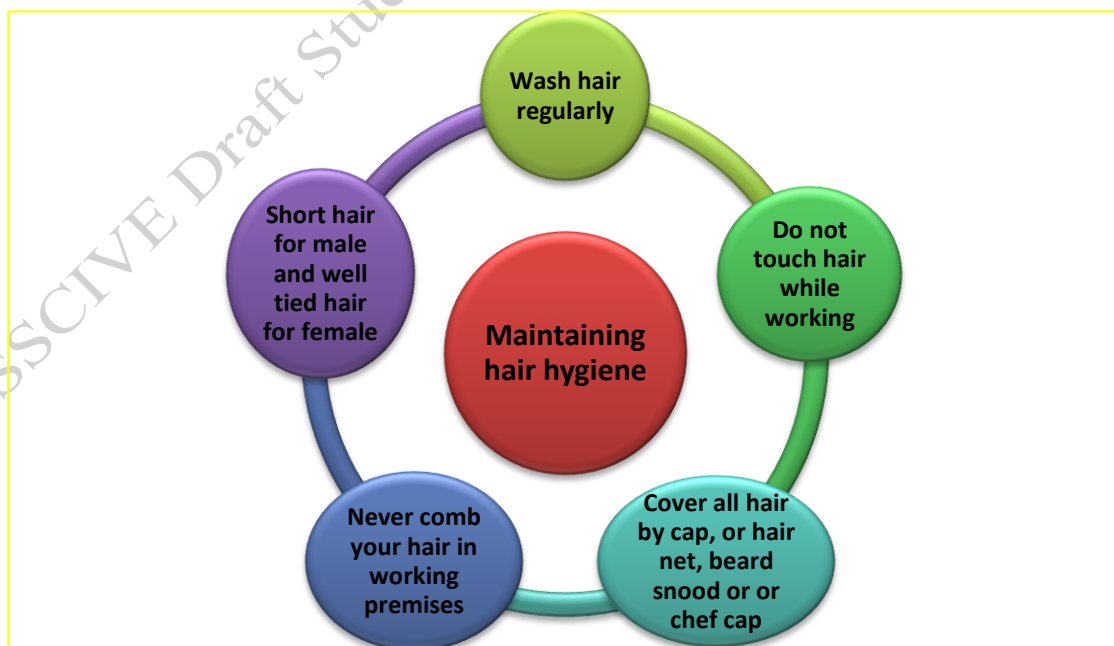 SSCIVE Draft Stu
Wash hair
regularly
Do not
touch hair
while
working
Cover all hair
by cap, or hair
net, beard
snood or or
chef cap
Never comb
your hair in
working
premises
Short hair
for male
and well
tied hair
for female
Maintaining
hair hygiene